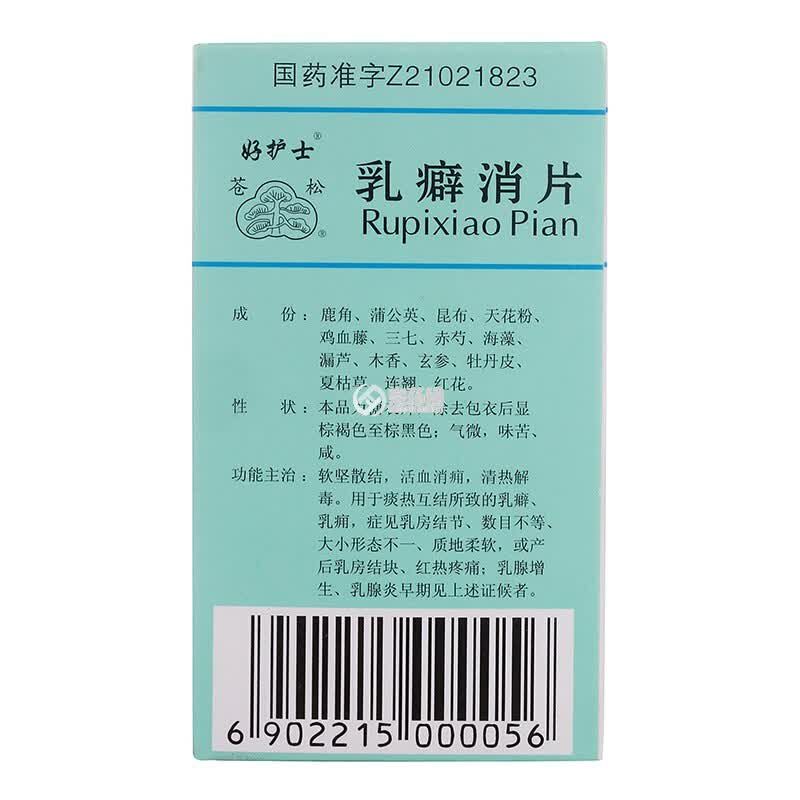 国药准字Z21021823
好护士®
苍松®
乳癖消片
Rupixiao Pian
成份：鹿角、蒲公英、昆布、天花粉、
鸡血藤、三七、赤芍、海藻、
漏芦、木香、玄参、牡丹皮、
夏枯草、连翘、红花。
性状：本品为 除去包衣后显
棕褐色至棕黑色；气微，味苦、
咸。
功能主治：软坚散结，活血消痈，清热解
毒。用于痰热互结所致的乳癖、
乳痈，症见乳房结节、数目不等、
大小形态不一、质地柔软，或产
后乳房结块、红热疼痛；乳腺增
生、乳腺炎早期见上述证候者。
6 902215 000056